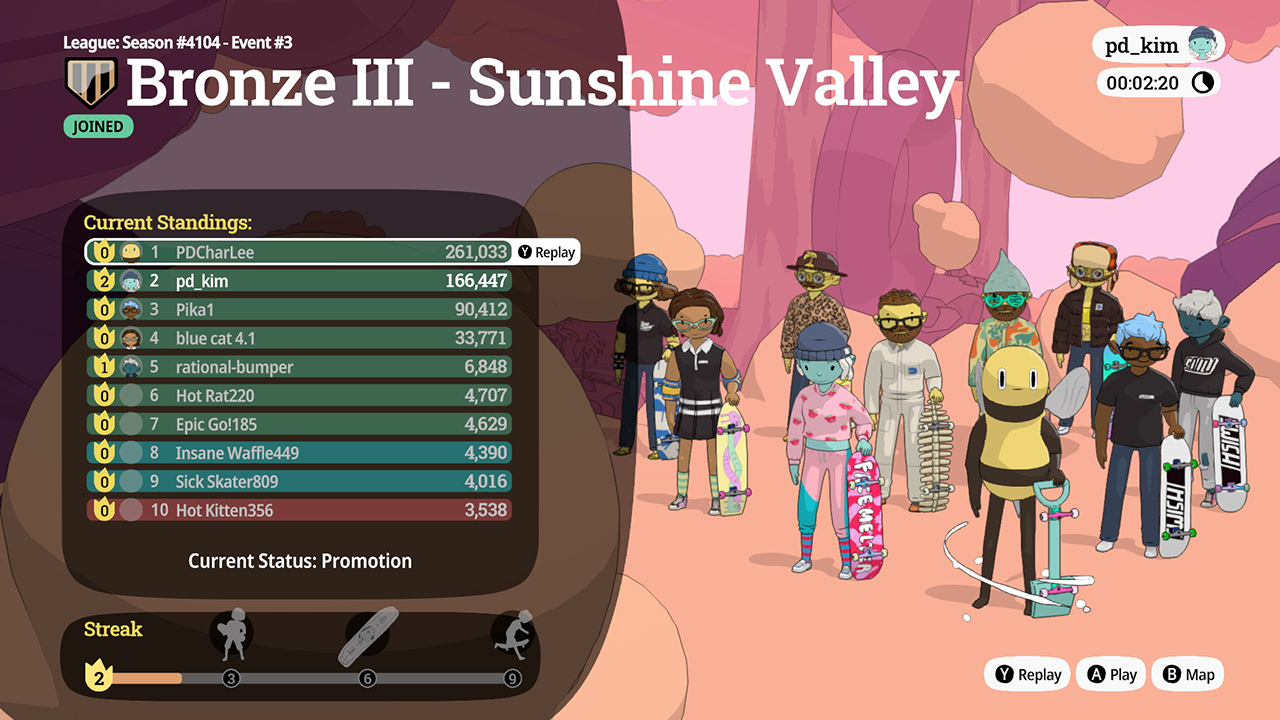 League: Season #4104 - Event #3
Bronze III - Sunshine Valley
JOINED
pd_kim
00:02:20
Current Standings:
0 1 PDCharLee 261,033 Y Replay
2 2 pd_kim 166,447
0 3 Pika1 90,412
0 4 blue cat 4.1 33,771
1 5 rational-bumper 6,848
0 6 Hot Rat220 4,707
0 7 Epic Go!185 4,629
0 8 Insane Waffle449 4,390
0 9 Sick Skater809 4,016
0 10 Hot Kitten356 3,538
Current Status: Promotion
Streak
2 3 6 9
Y Replay A Play B Map